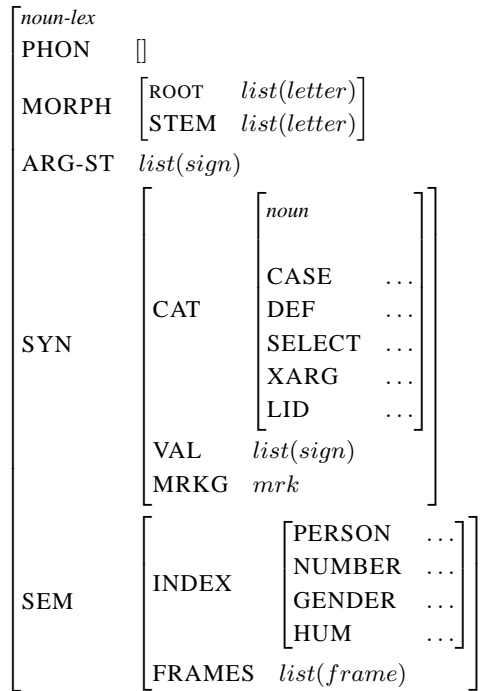 noun-lex
PHON []
MORPH ROOT list(letter)
STEM list(letter)
ARG-ST list(sign)
SYN CAT noun
CASE ...
DEF ...
SELECT ...
XARG ...
LID ...
VAL list(sign)
MRKG mrk
SEM INDEX PERSON ...
NUMBER ...
GENDER ...
HUM ...
FRAMES list(frame)